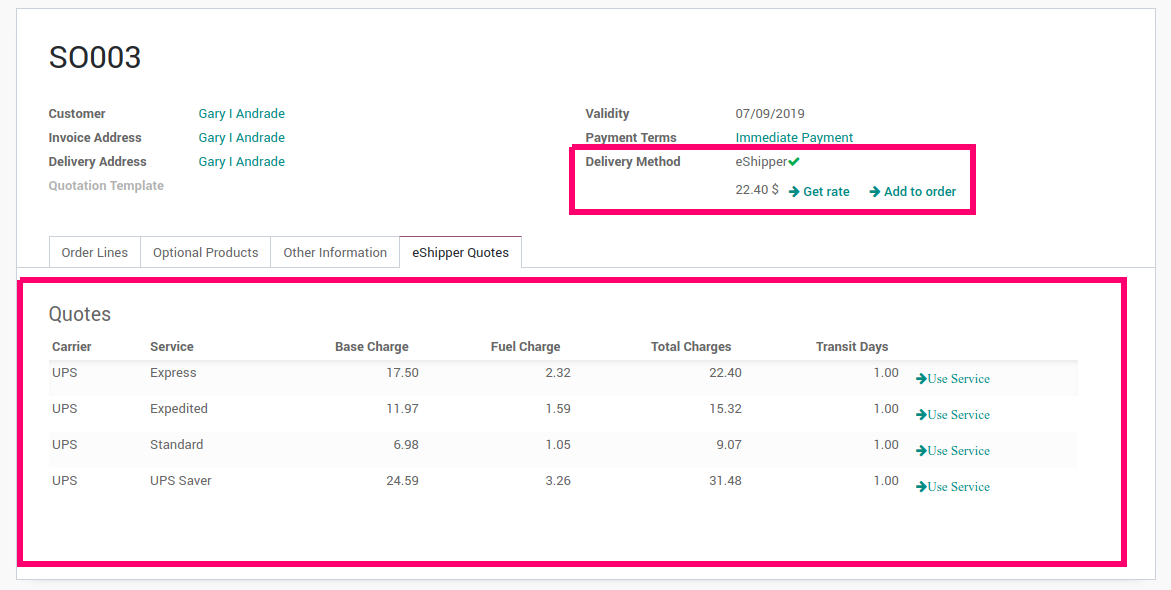 SO003
Customer Gary I Andrade
Invoice Address Gary I Andrade
Delivery Address Gary I Andrade
Quotation Template
Validity 07/09/2019
Payment Terms Immediate Payment
Delivery Method eShipper
22.40 $ Get rate Add to order
Order Lines Optional Products Other Information eShipper Quotes
Quotes
Carrier Service Base Charge Fuel Charge Total Charges Transit Days
UPS Express 17.50 2.32 22.40 1.00 Use Service
UPS Expedited 11.97 1.59 15.32 1.00 Use Service
UPS Standard 6.98 1.05 9.07 1.00 Use Service
UPS UPS Saver 24.59 3.26 31.48 1.00 Use Service